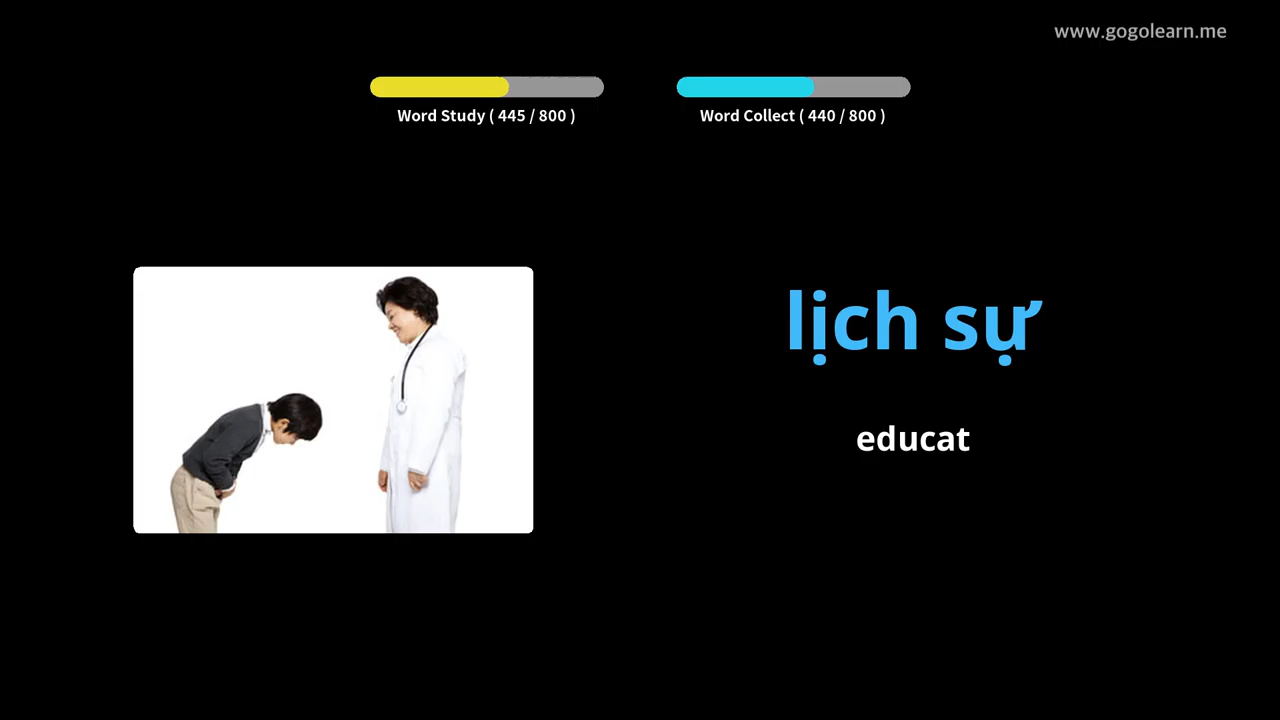 www.gogolearn.me
Word Study ( 445 / 800 )
Word Collect ( 440 / 800 )
lịch sự
educat